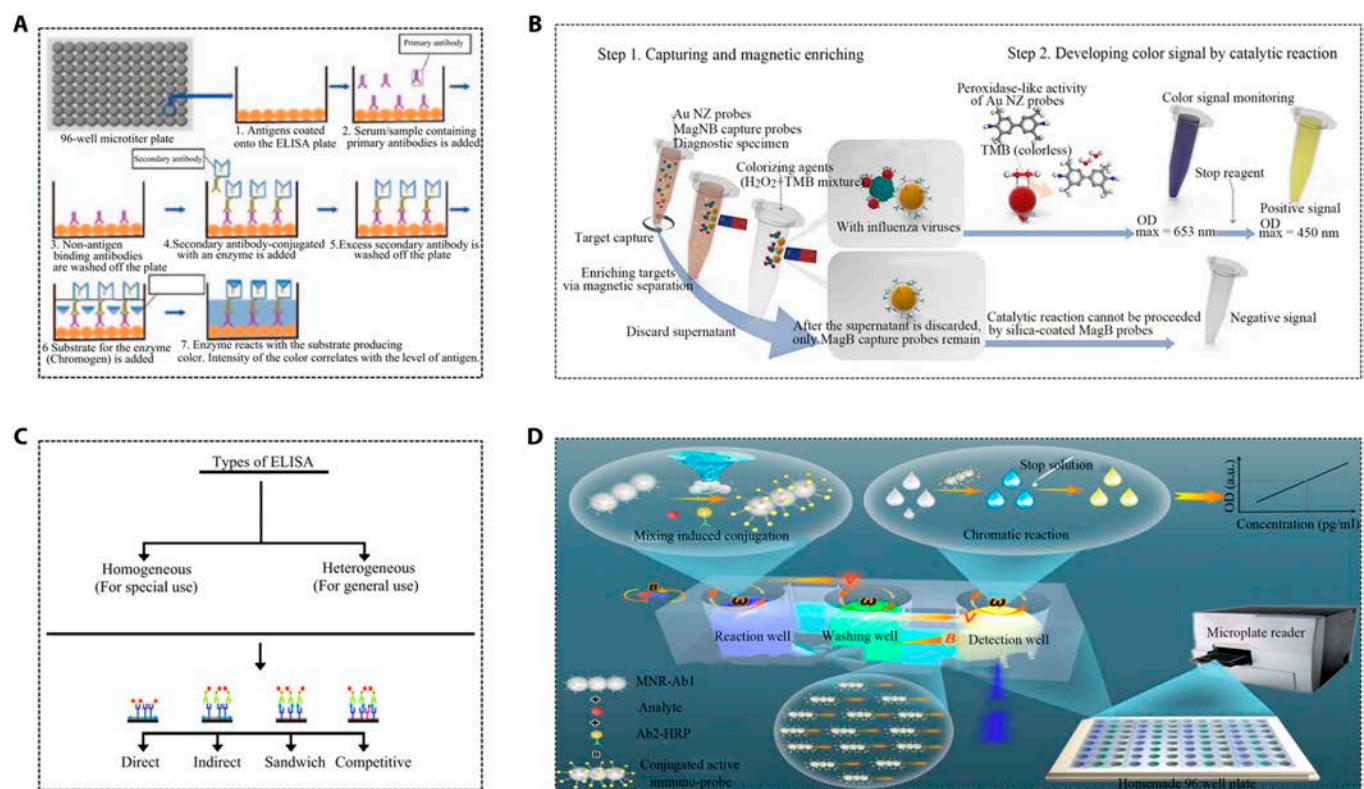 A
Primary antibody
96-well microtiter plate
1. Antigens coated
onto the ELISA plate
2. Serum/sample containing
primary antibodies is added
Secondary antibody
3. Non-antigen
binding antibodies
are washed off the plate
4.Secondary antibody-conjugated
with an enzyme is added
5.Excess secondary antibody is
washed off the plate
6 Substrate for the enzyme
(Chromogen) is added
7. Enzyme reacts with the substrate producing
color. Intensity of the color correlates with the level of antigen.
B
Step 1. Capturing and magnetic enriching
Step 2. Developing color signal by catalytic reaction
Au NZ probes
MagNB capture probes
Diagnostic specimen
Colorizing agents
(H2O2+TMB mixture)
Target capture
Enriching targets
via magnetic separation
Discard supernatant
With influenza viruses
After the supernatant is discarded,
only MagB capture probes remain
Peroxidase-like activity
of Au NZ probes
TMB (colorless)
Color signal monitoring
Stop reagent
OD
max = 653 nm
Positive signal
OD
max = 450 nm
Catalytic reaction cannot be proceeded
by silica-coated MagB probes
Negative signal
C
Types of ELISA
Homogeneous
(For special use)
Heterogeneous
(For general use)
Direct
Indirect
Sandwich
Competitive
D
Mixing induced conjugation
Stop solution
Chromatic reaction
OD (a.u.)
Concentration (pg/ml)
B
V
ω
ω
ω
V
B
Reaction well
Washing well
Detection well
Microplate reader
MNR-Ab1
+
Analyte
+
Ab2-HRP
Conjugated active
immuno-probe
Homemade 96-well plate